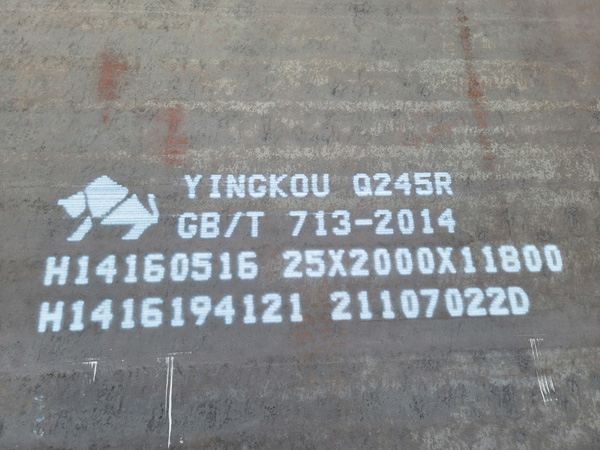 YINGKOU Q245R
GB/T 713-2014
H14160516 25X2000X11800
H1416194121 21107022D